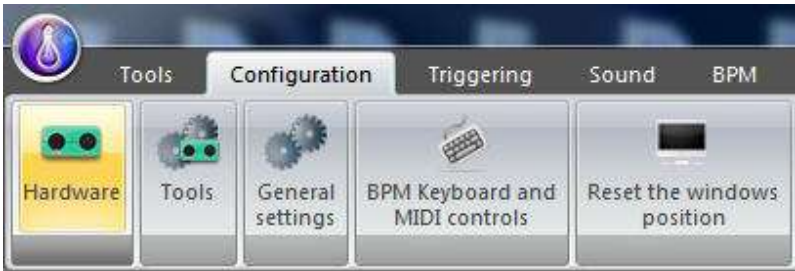 Tools Configuration Triggering Sound BPM
Hardware Tools General settings BPM Keyboard and MIDI controls Reset the windows position